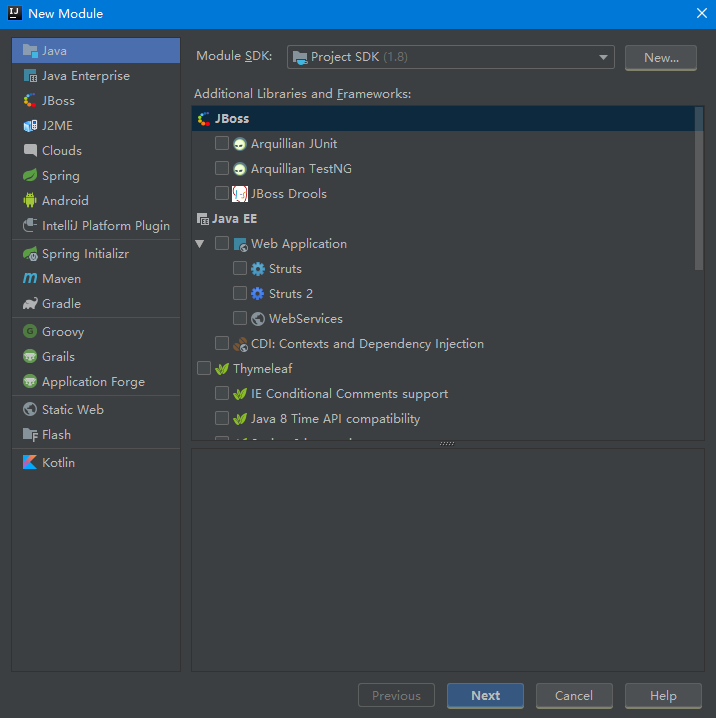 New Module
Java
Java Enterprise
JBoss
J2ME
Clouds
Spring
Android
IntelliJ Platform Plugin
Spring Initializr
Maven
Gradle
Groovy
Grails
Application Forge
Static Web
Flash
Kotlin
Module SDK:
Project SDK (1.8)
New...
Additional Libraries and Frameworks:
JBoss
Arquillian JUnit
Arquillian TestNG
JBoss Drools
Java EE
Web Application
Struts
Struts 2
WebServices
CDI: Contexts and Dependency Injection
Thymeleaf
IE Conditional Comments support
Java 8 Time API compatibility
Previous
Next
Cancel
Help